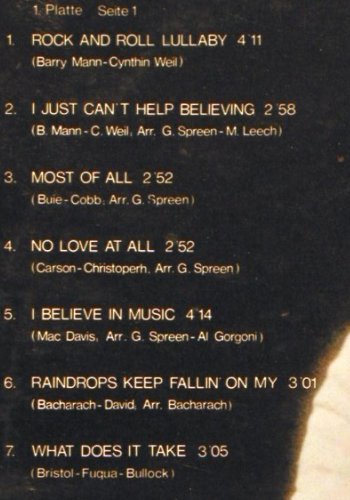 1. Platte Seite 1
1. ROCK AND ROLL LULLABY 4'11
(Barry Mann-Cynthin Weil)
2. I JUST CAN'T HELP BELIEVING 2'58
(B. Mann-C. Weil, Arr. G. Spreen-M. Leech)
3. MOST OF ALL 2'52
(Buie-Cobb, Arr. G. Spreen)
4. NO LOVE AT ALL 2'52
(Carson-Christoperh, Arr. G. Spreen)
5. I BELIEVE IN MUSIC 4'14
(Mac Davis, Arr. G. Spreen-Al Gorgoni)
6. RAINDROPS KEEP FALLIN' ON MY 3'01
(Bacharach-David, Arr. Bacharach)
7. WHAT DOES IT TAKE 3'05
(Bristol-Fuqua-Bullock)